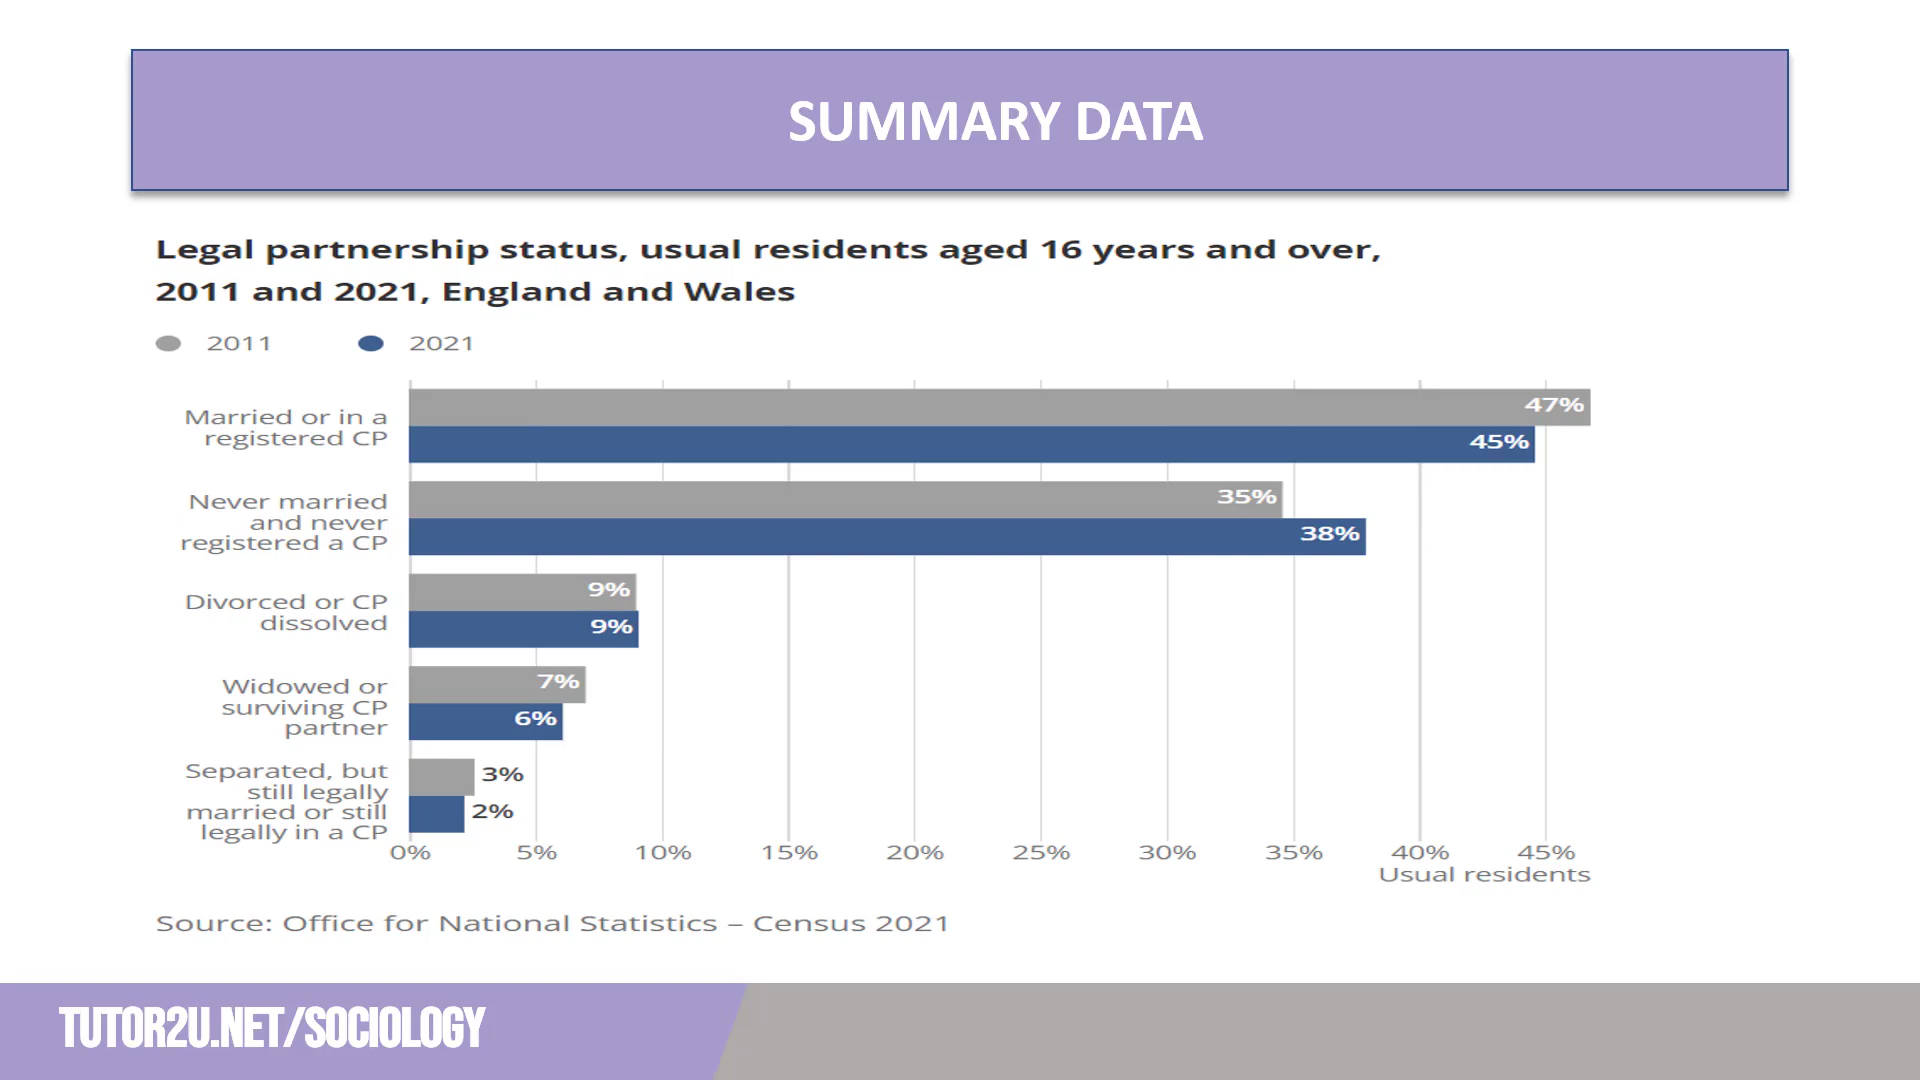 SUMMARY DATA
Legal partnership status, usual residents aged 16 years and over,
2011 and 2021, England and Wales
2011 2021
Married or in a
registered CP
47%
45%
Never married
and never
registered a CP
35%
38%
Divorced or CP
dissolved
9%
9%
Widowed or
surviving CP
partner
7%
6%
Separated, but
still legally
married or still
legally in a CP
3%
2%
0% 5% 10% 15% 20% 25% 30% 35% 40% 45%
Usual residents
Source: Office for National Statistics – Census 2021
TUTOR2U.NET/SOCIOLOGY